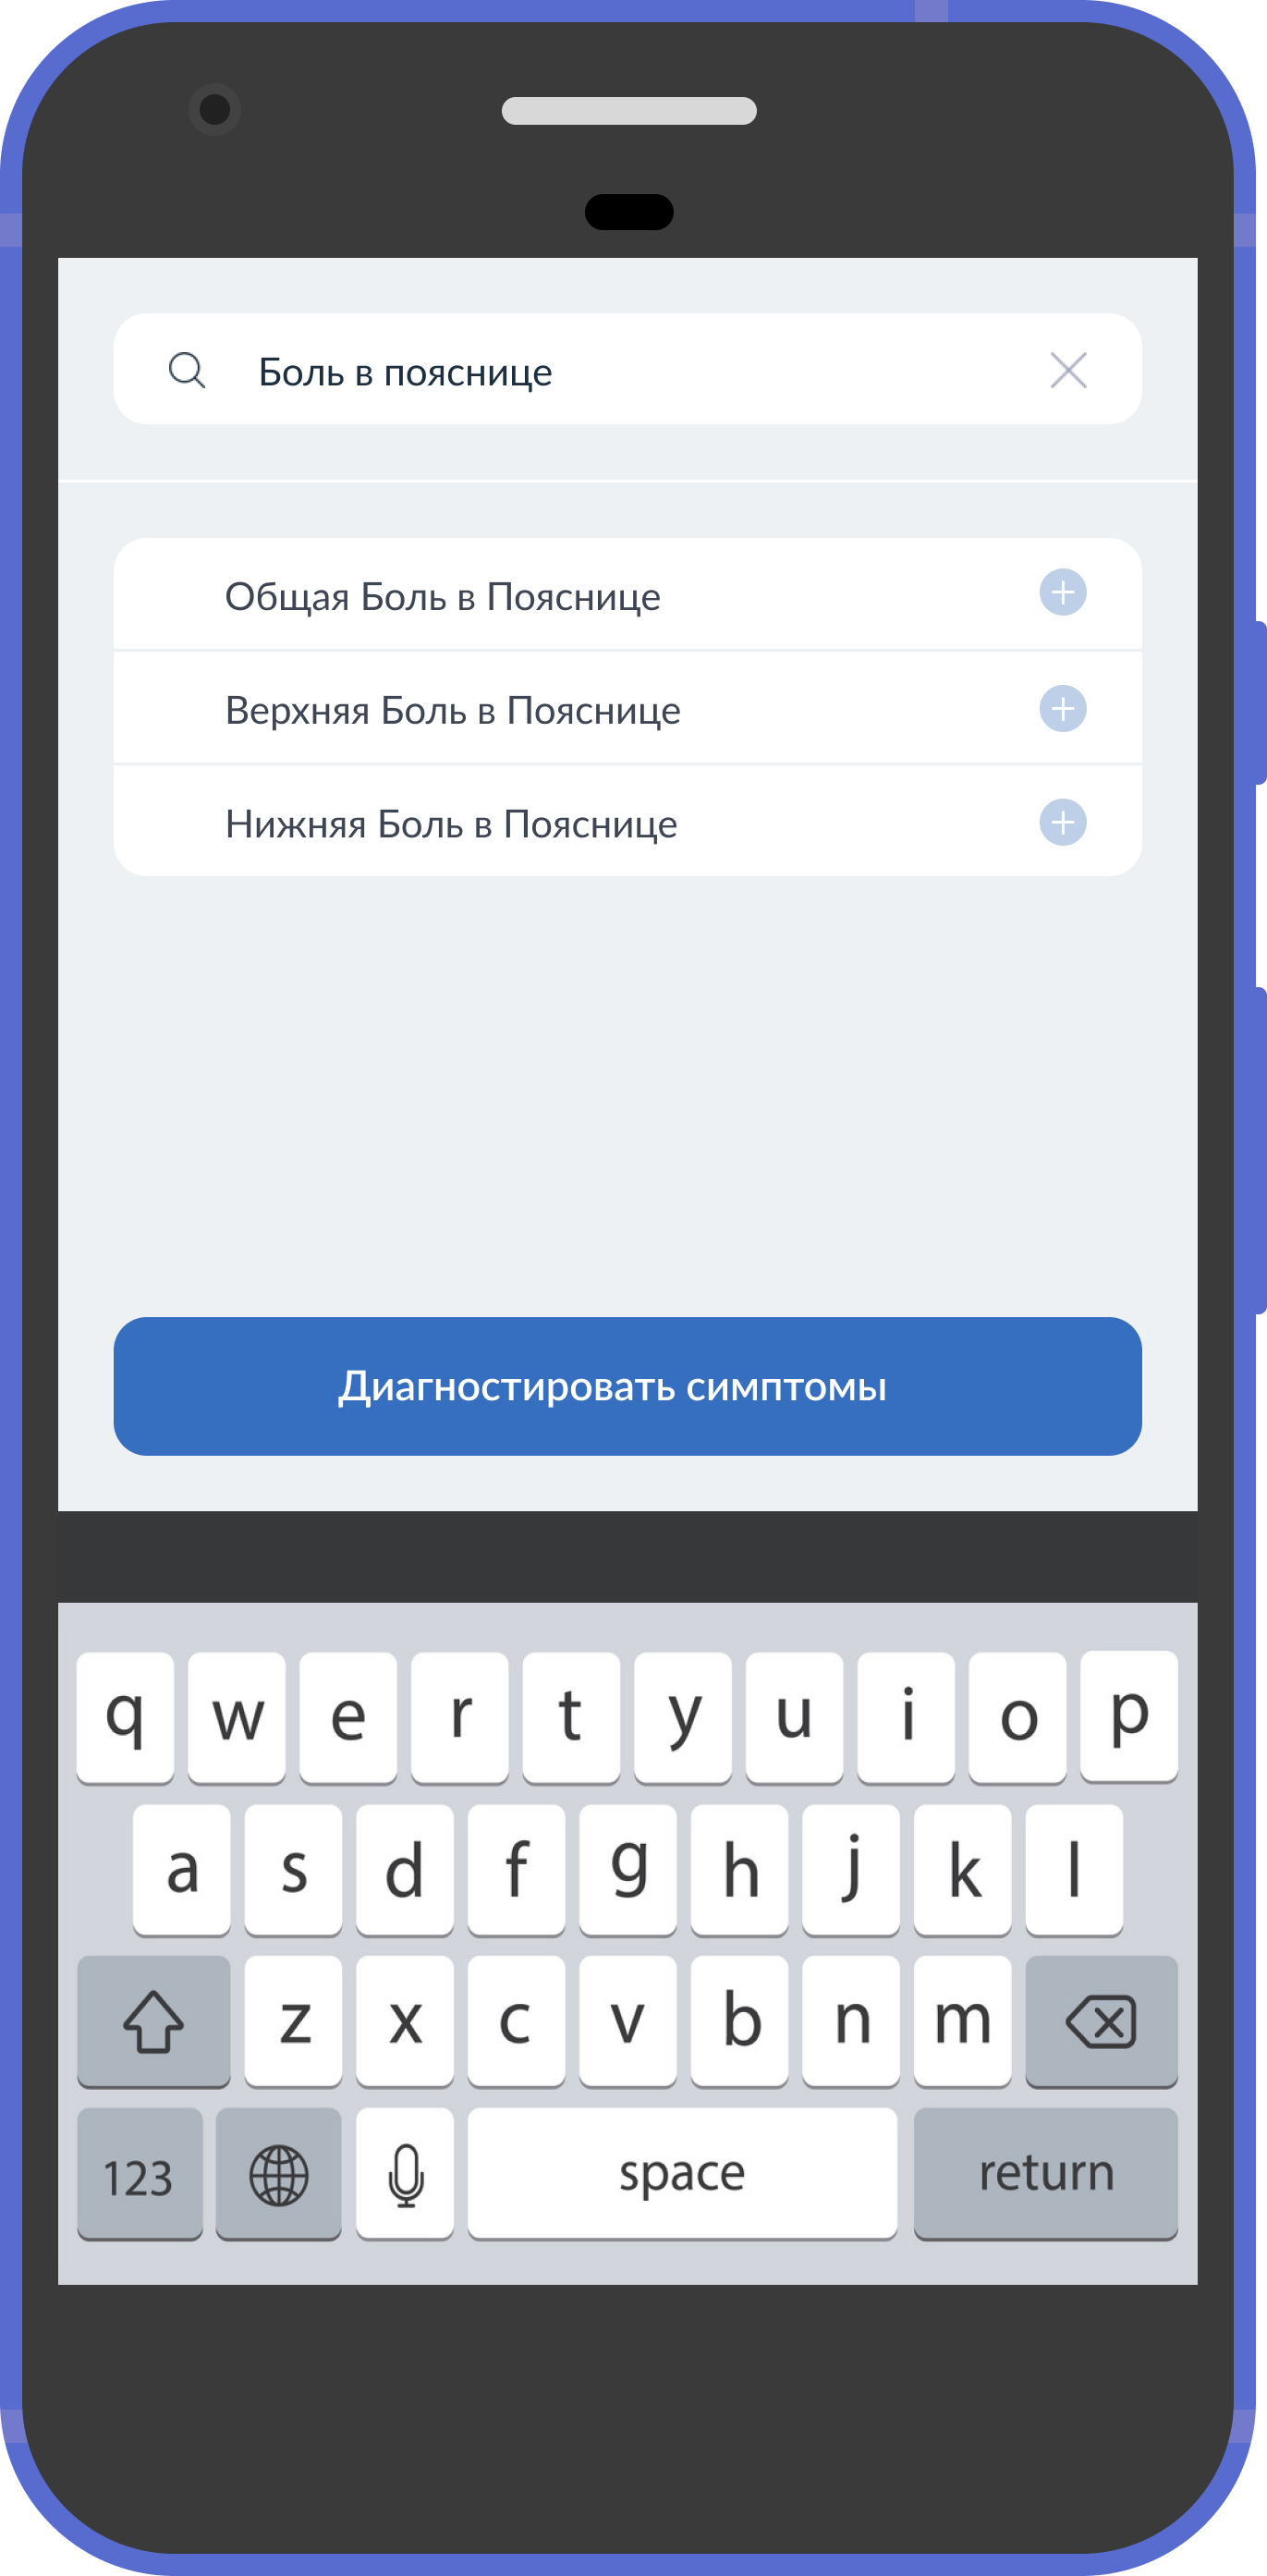 Боль в пояснице
Общая Боль в Пояснице
Верхняя Боль в Пояснице
Нижняя Боль в Пояснице
Диагностировать симптомы
q w e r t y u i o p
a s d f g h j k l
z x c v b n m
123 space return